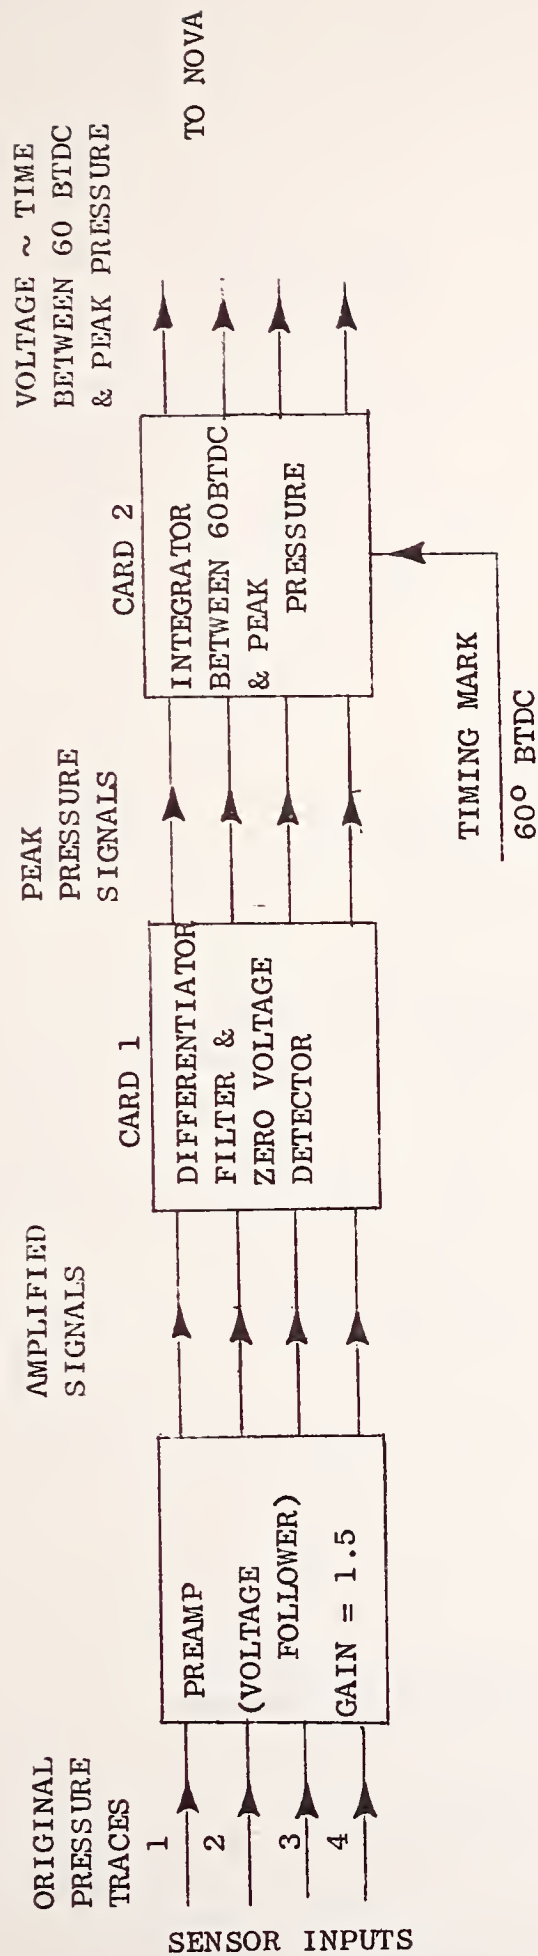 ORIGINAL
PRESSURE
TRACES
1
2
3
4
SENSOR INPUTS
PREAMP
(VOLTAGE
FOLLOWER)
GAIN = 1.5
AMPLIFIED
SIGNALS
CARD 1
DIFFERENTIATOR
FILTER &
ZERO VOLTAGE
DETECTOR
PEAK
PRESSURE
SIGNALS
CARD 2
INTEGRATOR
BETWEEN 60BTDC
& PEAK
PRESSURE
TIMING MARK
60° BTDC
VOLTAGE ~ TIME
BETWEEN 60 BTDC
& PEAK PRESSURE
TO NOVA